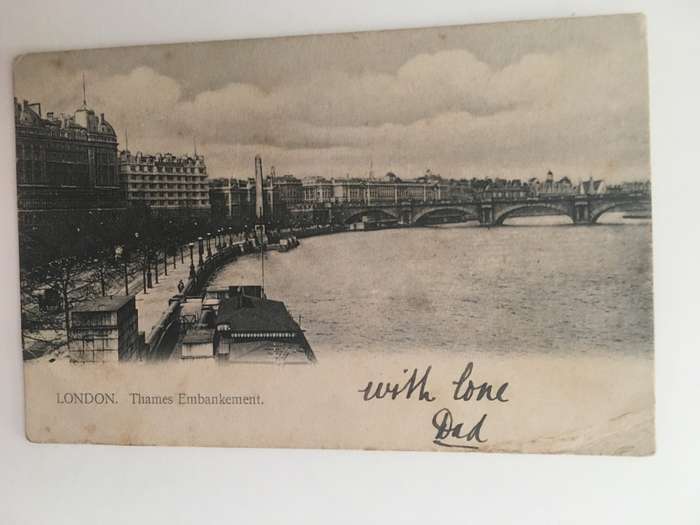 LONDON. Thames Embankement.
with love
Dad